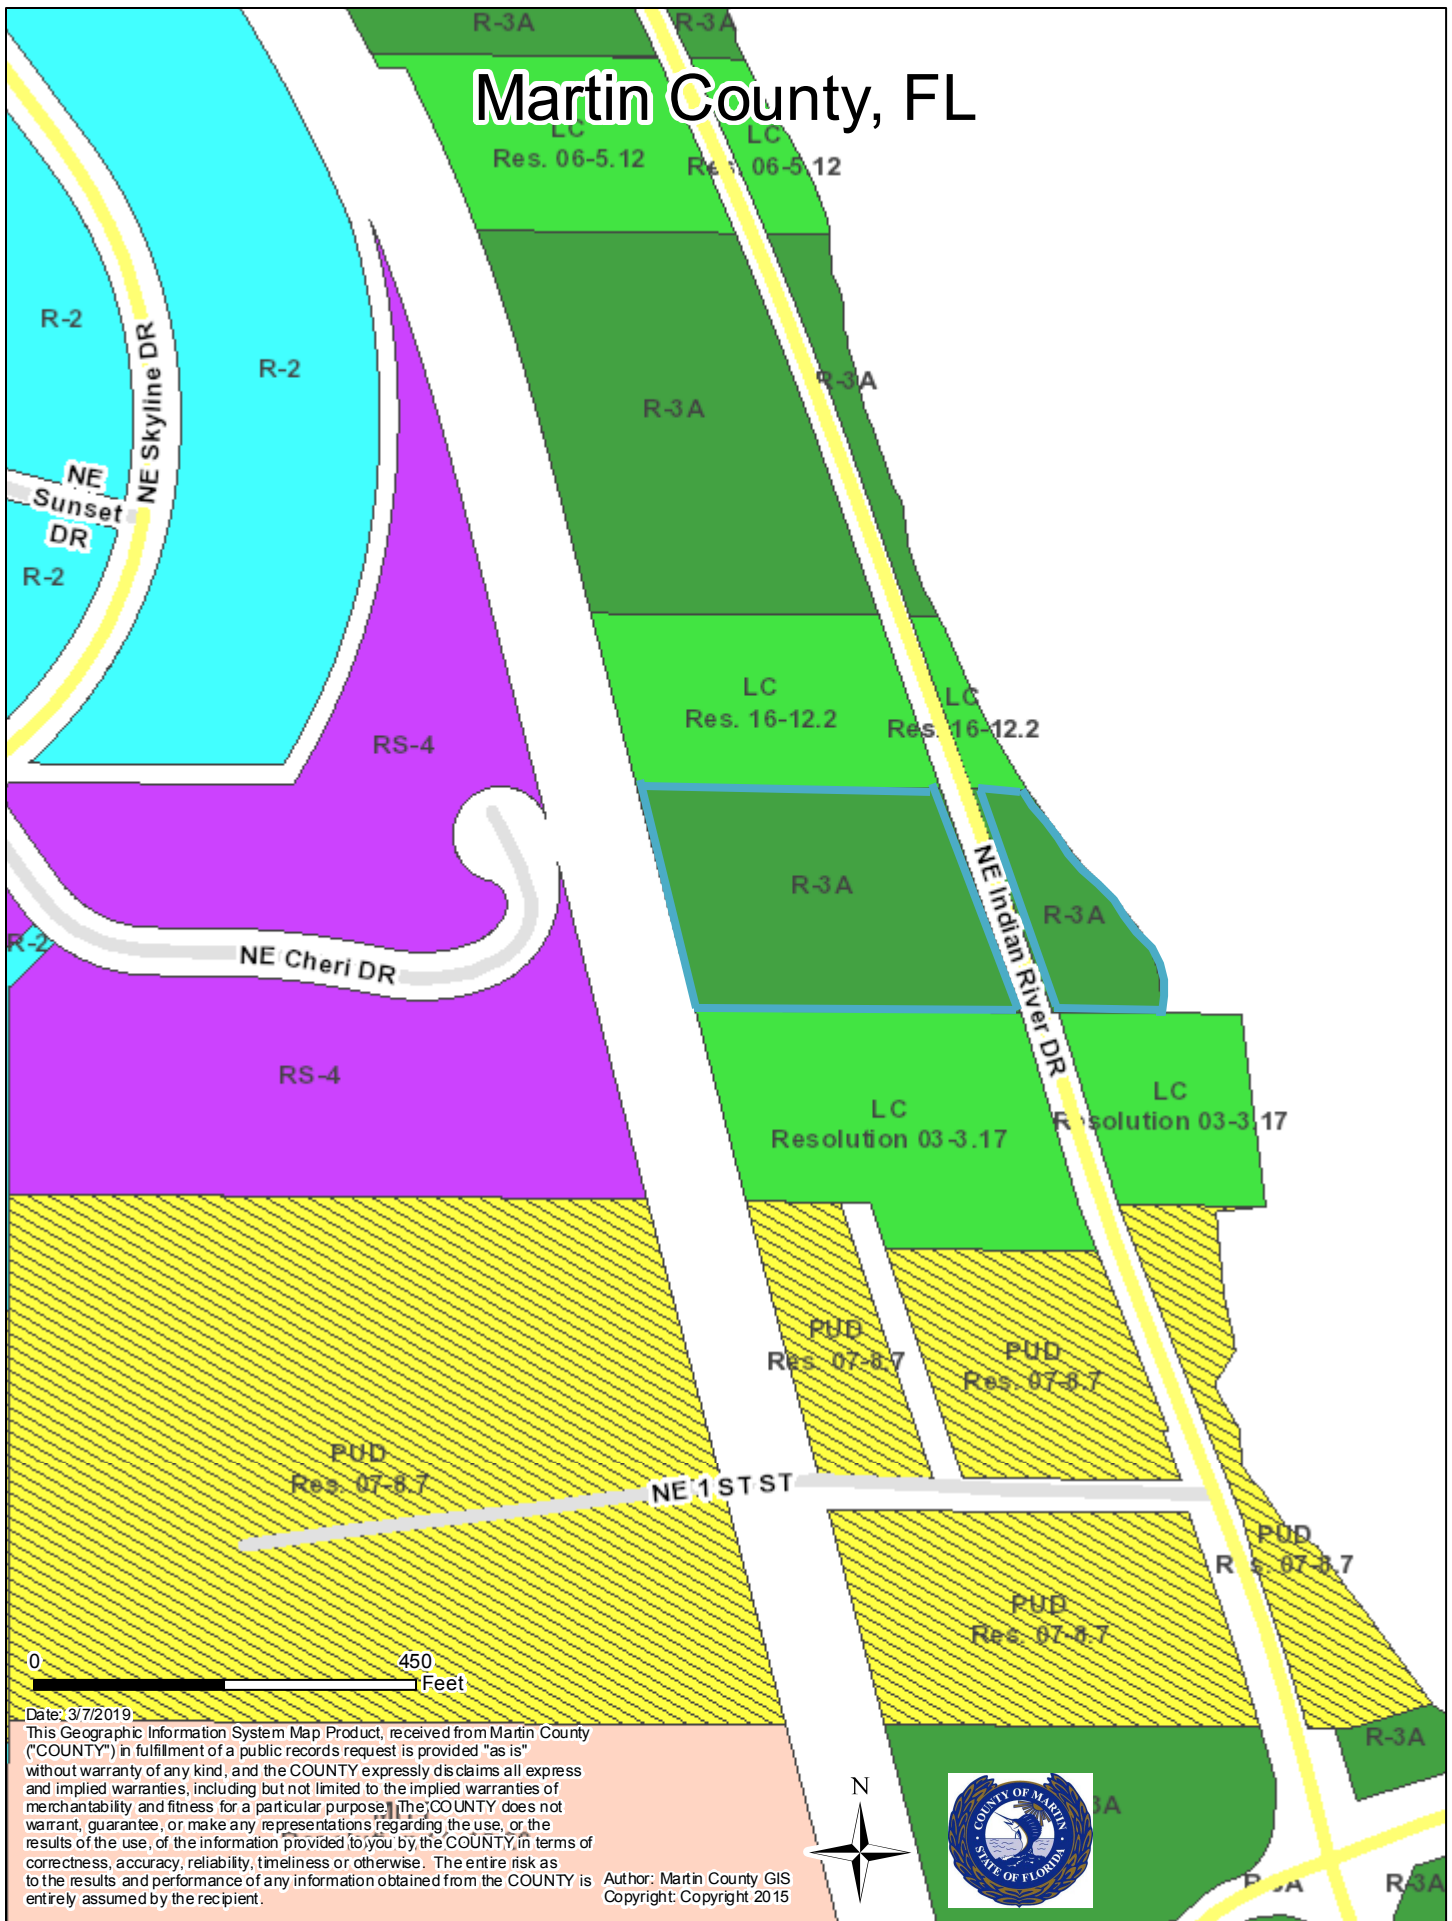 R-3A
R-3A
Martin County, FL
LC
Res. 06-5.12
LC
Res. 06-5.12
R-2
R-2
NE Skyline DR
R-3A
R-3A
NE
Sunset
DR
R-2
LC
Res. 16-12.2
LC
Res. 16-12.2
RS-4
R-3A
R-3A
NE Indian River DR
R-2
NE Cheri DR
RS-4
LC
Resolution 03-3.17
LC
Resolution 03-3.17
PUD
Res. 07-8.7
PUD
Res. 07-8.7
PUD
Res. 07-8.7
NE 1 ST ST
PUD
Res. 07-8.7
PUD
Res. 07-8.7
0 450
Feet
R-3A
Date: 3/7/2019
This Geographic Information System Map Product, received from Martin County
("COUNTY") in fulfillment of a public records request is provided "as is"
without warranty of any kind, and the COUNTY expressly disclaims all express
and implied warranties, including but not limited to the implied warranties of
merchantability and fitness for a particular purpose. The COUNTY does not
warrant, guarantee, or make any representations regarding the use, or the
results of the use, of the information provided to you by the COUNTY in terms of
correctness, accuracy, reliability, timeliness or otherwise. The entire risk as
to the results and performance of any information obtained from the COUNTY is
entirely assumed by the recipient.
Author: Martin County GIS
Copyright: Copyright 2015
N
COUNTY OF MARTIN
STATE OF FLORIDA
3A
R-3A
R-3A